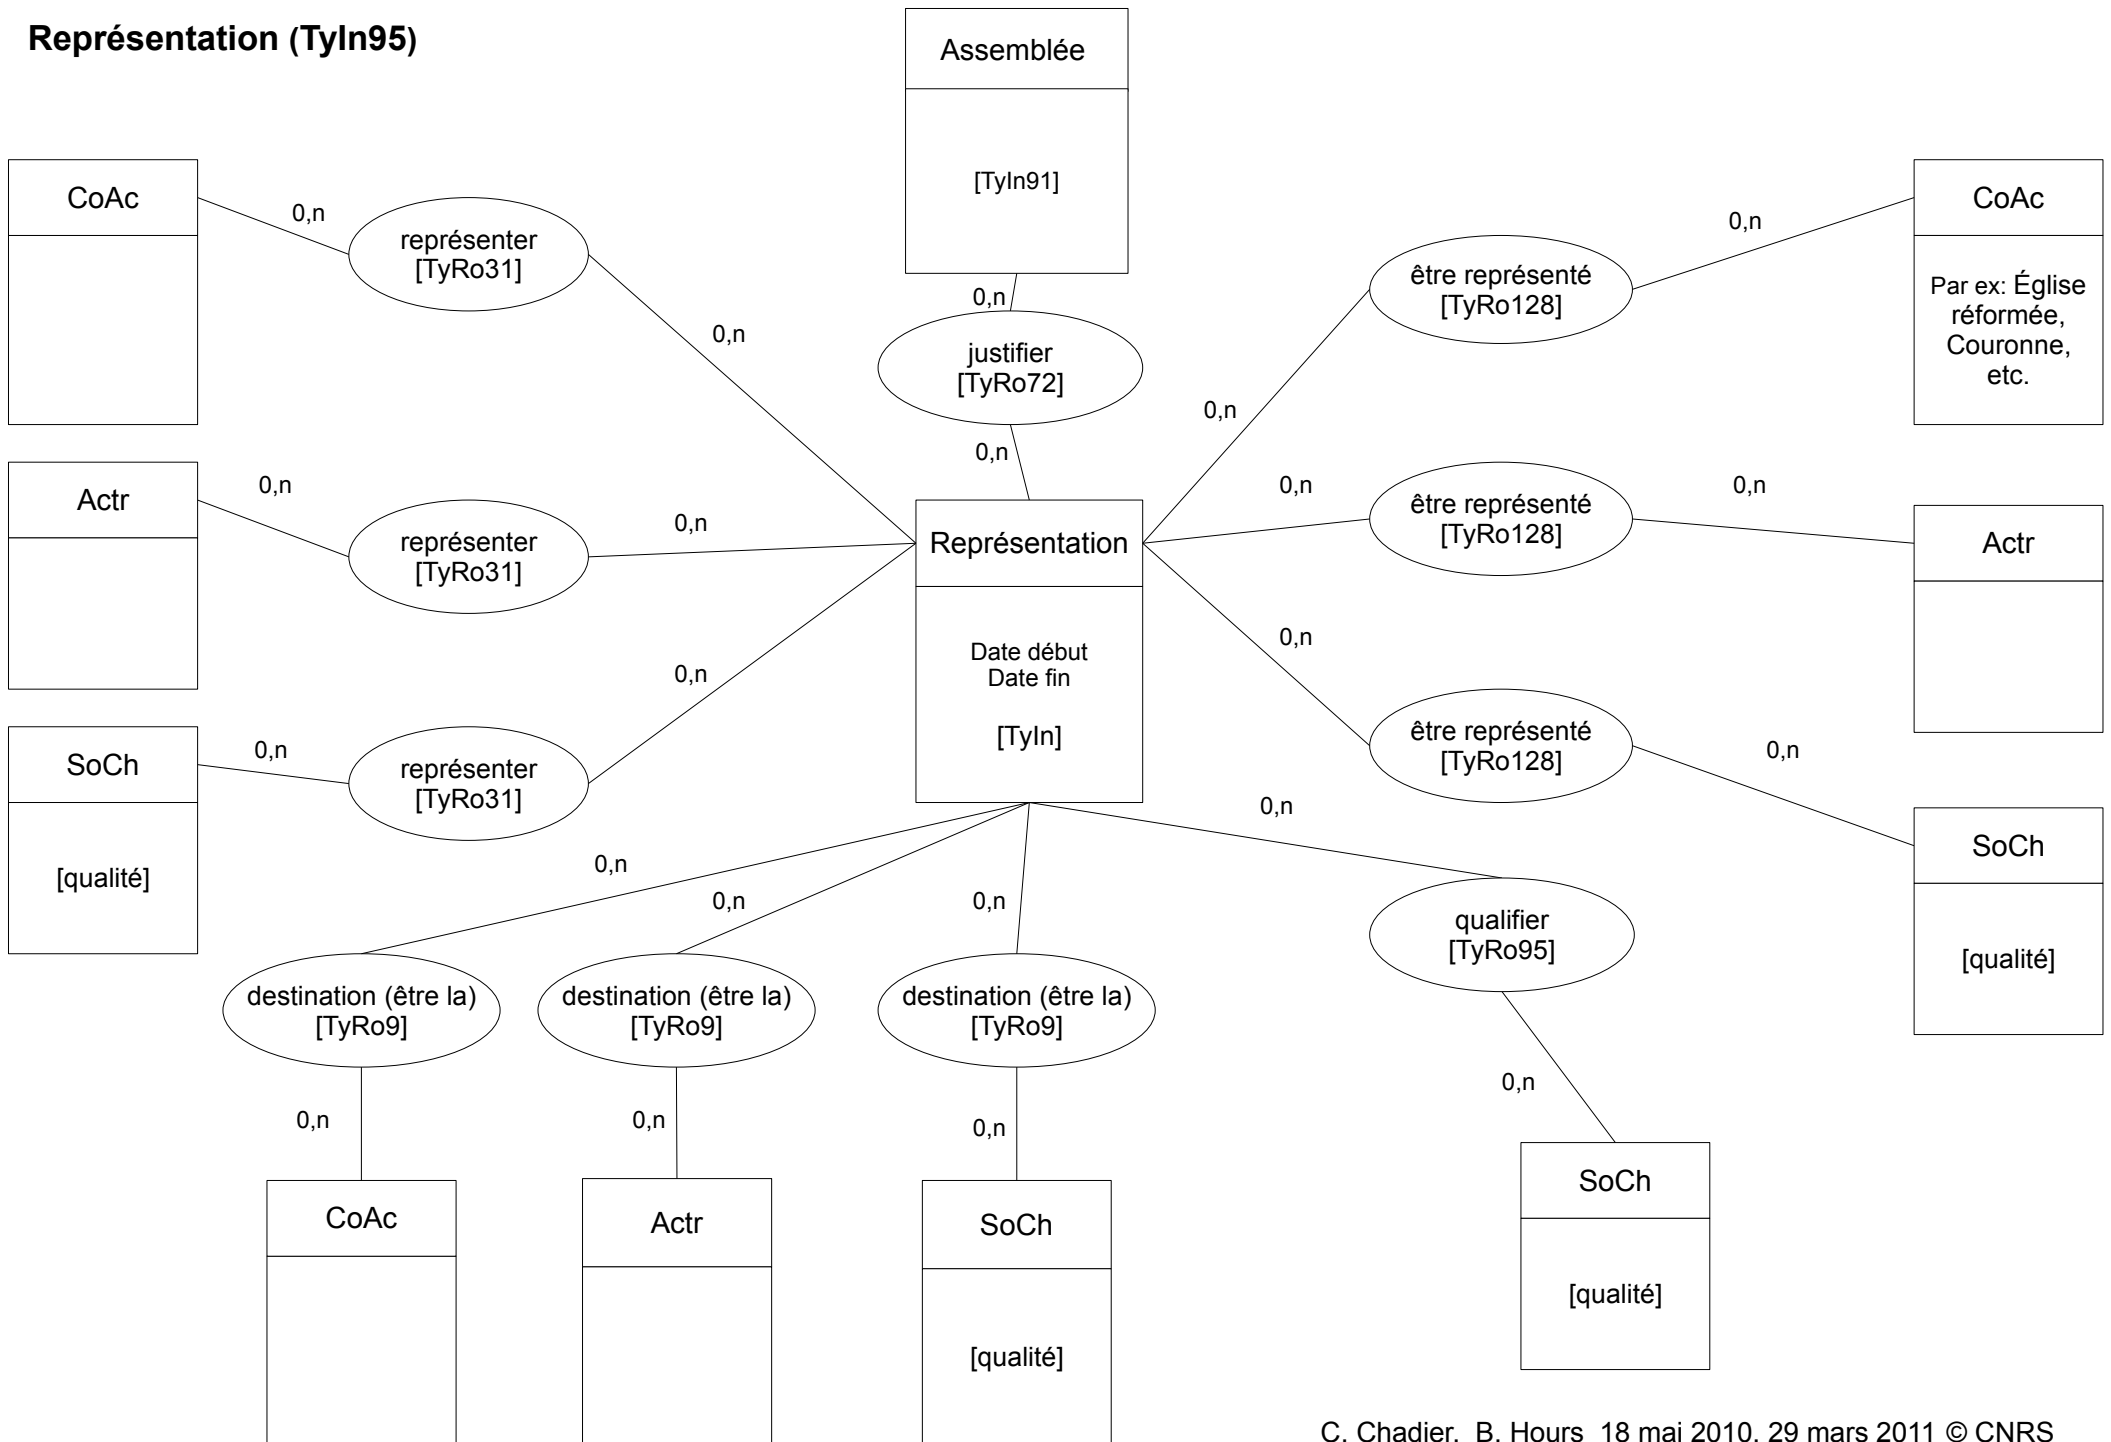 Représentation (TyIn95)
Assemblée
[TyIn91]
0,n
justifier
[TyRo72]
0,n
CoAc
0,n
représenter
[TyRo31]
0,n
Actr
0,n
représenter
[TyRo31]
0,n
SoCh
[qualité]
0,n
représenter
[TyRo31]
0,n
Représentation
Date début
Date fin
[TyIn]
0,n
être représenté
[TyRo128]
0,n
CoAc
Par ex: Église
réformée,
Couronne,
etc.
0,n
être représenté
[TyRo128]
0,n
Actr
0,n
être représenté
[TyRo128]
0,n
SoCh
[qualité]
0,n
destination (être la)
[TyRo9]
0,n
CoAc
0,n
destination (être la)
[TyRo9]
0,n
Actr
0,n
destination (être la)
[TyRo9]
0,n
SoCh
[qualité]
0,n
qualifier
[TyRo95]
0,n
SoCh
[qualité]
C. Chadier, B. Hours 18 mai 2010, 29 mars 2011 © CNRS